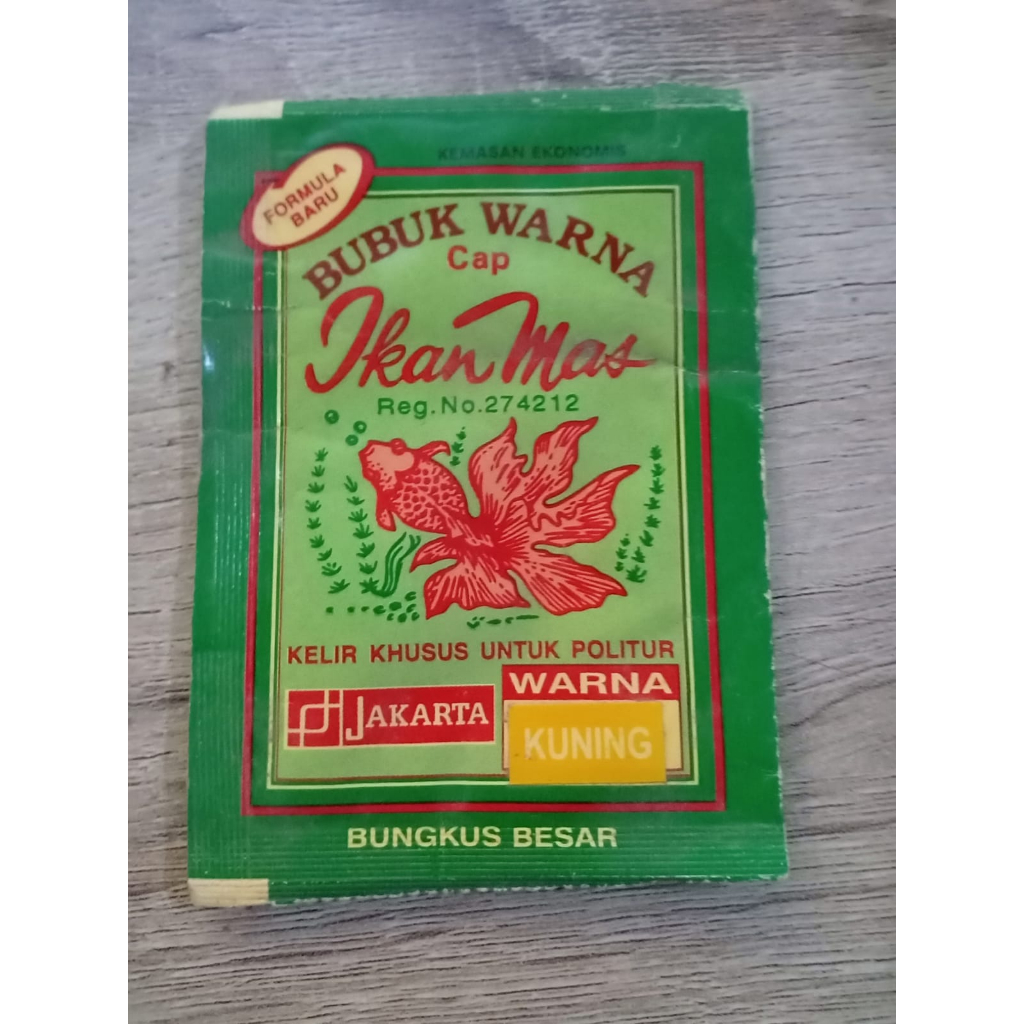 KEMASAN EKONOMIS
FORMULA
BARU
BUBUK WARNA
Cap
Ikan Mas
Reg. No. 274212
KELIR KHUSUS UNTUK POLITUR
JAKARTA
WARNA
KUNING
BUNGKUS BESAR